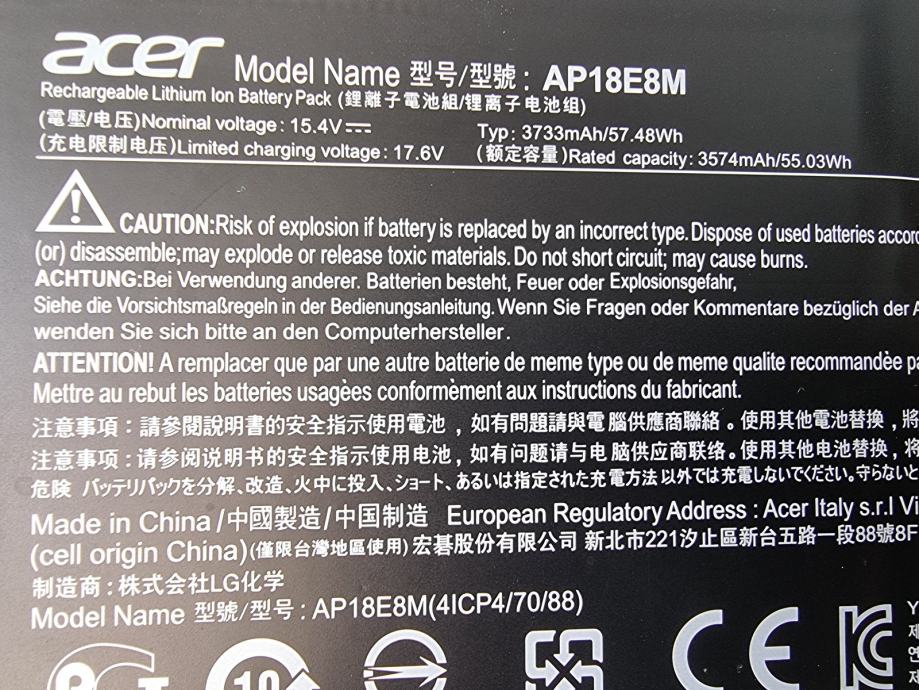 acer Model Name 型号/型號 : AP18E8M
Rechargeable Lithium Ion Battery Pack (鋰離子電池組/锂离子电池组)
(電壓/电压)Nominal voltage : 15.4V Typ: 3733mAh/57.48Wh
(充电限制电压)Limited charging voltage : 17.6V (额定容量)Rated capacity: 3574mAh/55.03Wh
CAUTION:Risk of explosion if battery is replaced by an incorrect type. Dispose of used batteries accord
(or) disassemble;may explode or release toxic materials. Do not short circuit; may cause burns.
ACHTUNG:Bei Verwendung anderer. Batterien besteht, Feuer oder Explosionsgefahr,
Siehe die Vorsichtsmaßregeln in der Bedienungsanleitung. Wenn Sie Fragen oder Kommentare bezüglich der A
wenden Sie sich bitte an den Computerhersteller.
ATTENTION! A remplacer que par une autre batterie de meme type ou de meme qualite recommandèe pa
Mettre au rebut les batteries usagèes conformèment aux instructions du fabricant.
注意事項：請參閱說明書的安全指示使用電池，如有問題請與電腦供應商聯絡。使用其他電池替換，將
注意事项：请参阅说明书的安全指示使用电池，如有问题请与电脑供应商联络。使用其他电池替换，将
危険 バッテリパックを分解、改造、火中に投入、ショート、あるいは指定された充電方法以外では充電しないでください。守らないと
Made in China /中國製造/中国制造 European Regulatory Address : Acer Italy s.r.l Vi
(cell origin China)(僅限台灣地區使用) 宏碁股份有限公司 新北市221汐止區新台五路一段88號8F
制造商：株式会社LG化学
Model Name 型號/型号 : AP18E8M(4ICP4/70/88)
10 CE